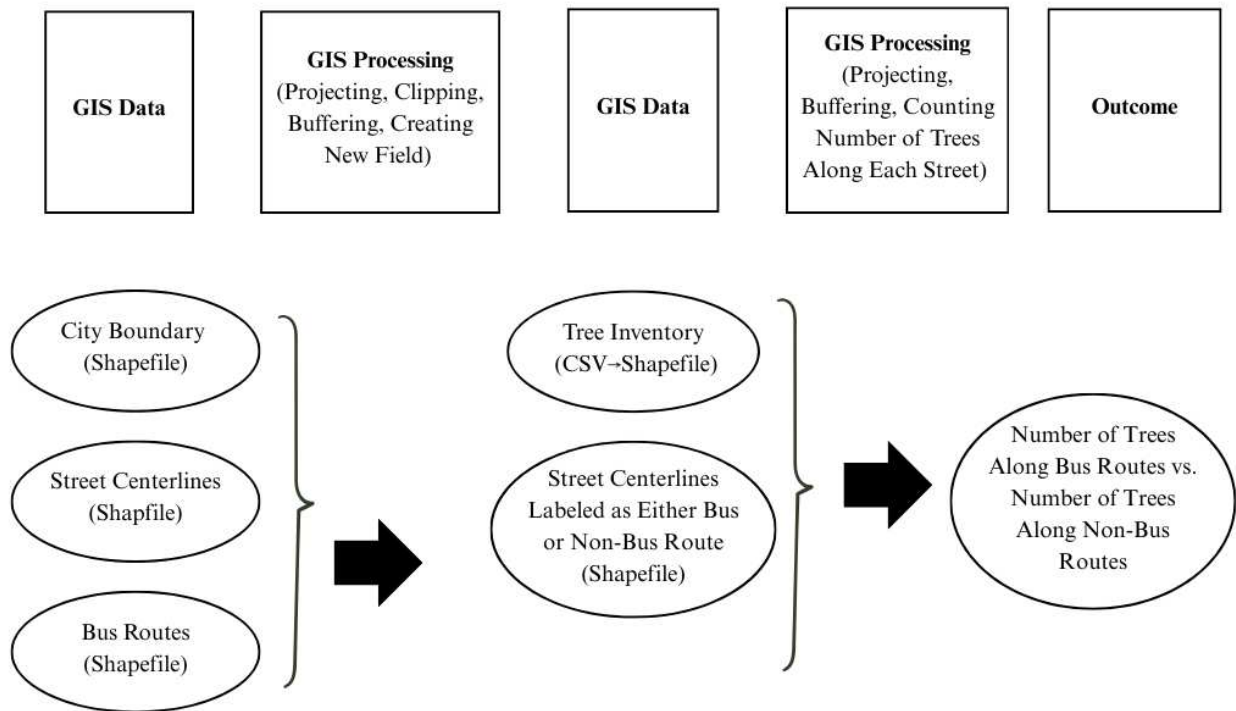 GIS Data
GIS Processing
(Projecting, Clipping,
Buffering, Creating
New Field)
GIS Data
GIS Processing
(Projecting,
Buffering, Counting
Number of Trees
Along Each Street)
Outcome
City Boundary
(Shapefile)
Street Centerlines
(Shapfile)
Bus Routes
(Shapefile)
Tree Inventory
(CSV→Shapefile)
Street Centerlines
Labeled as Either Bus
or Non-Bus Route
(Shapefile)
Number of Trees
Along Bus Routes vs.
Number of Trees
Along Non-Bus
Routes